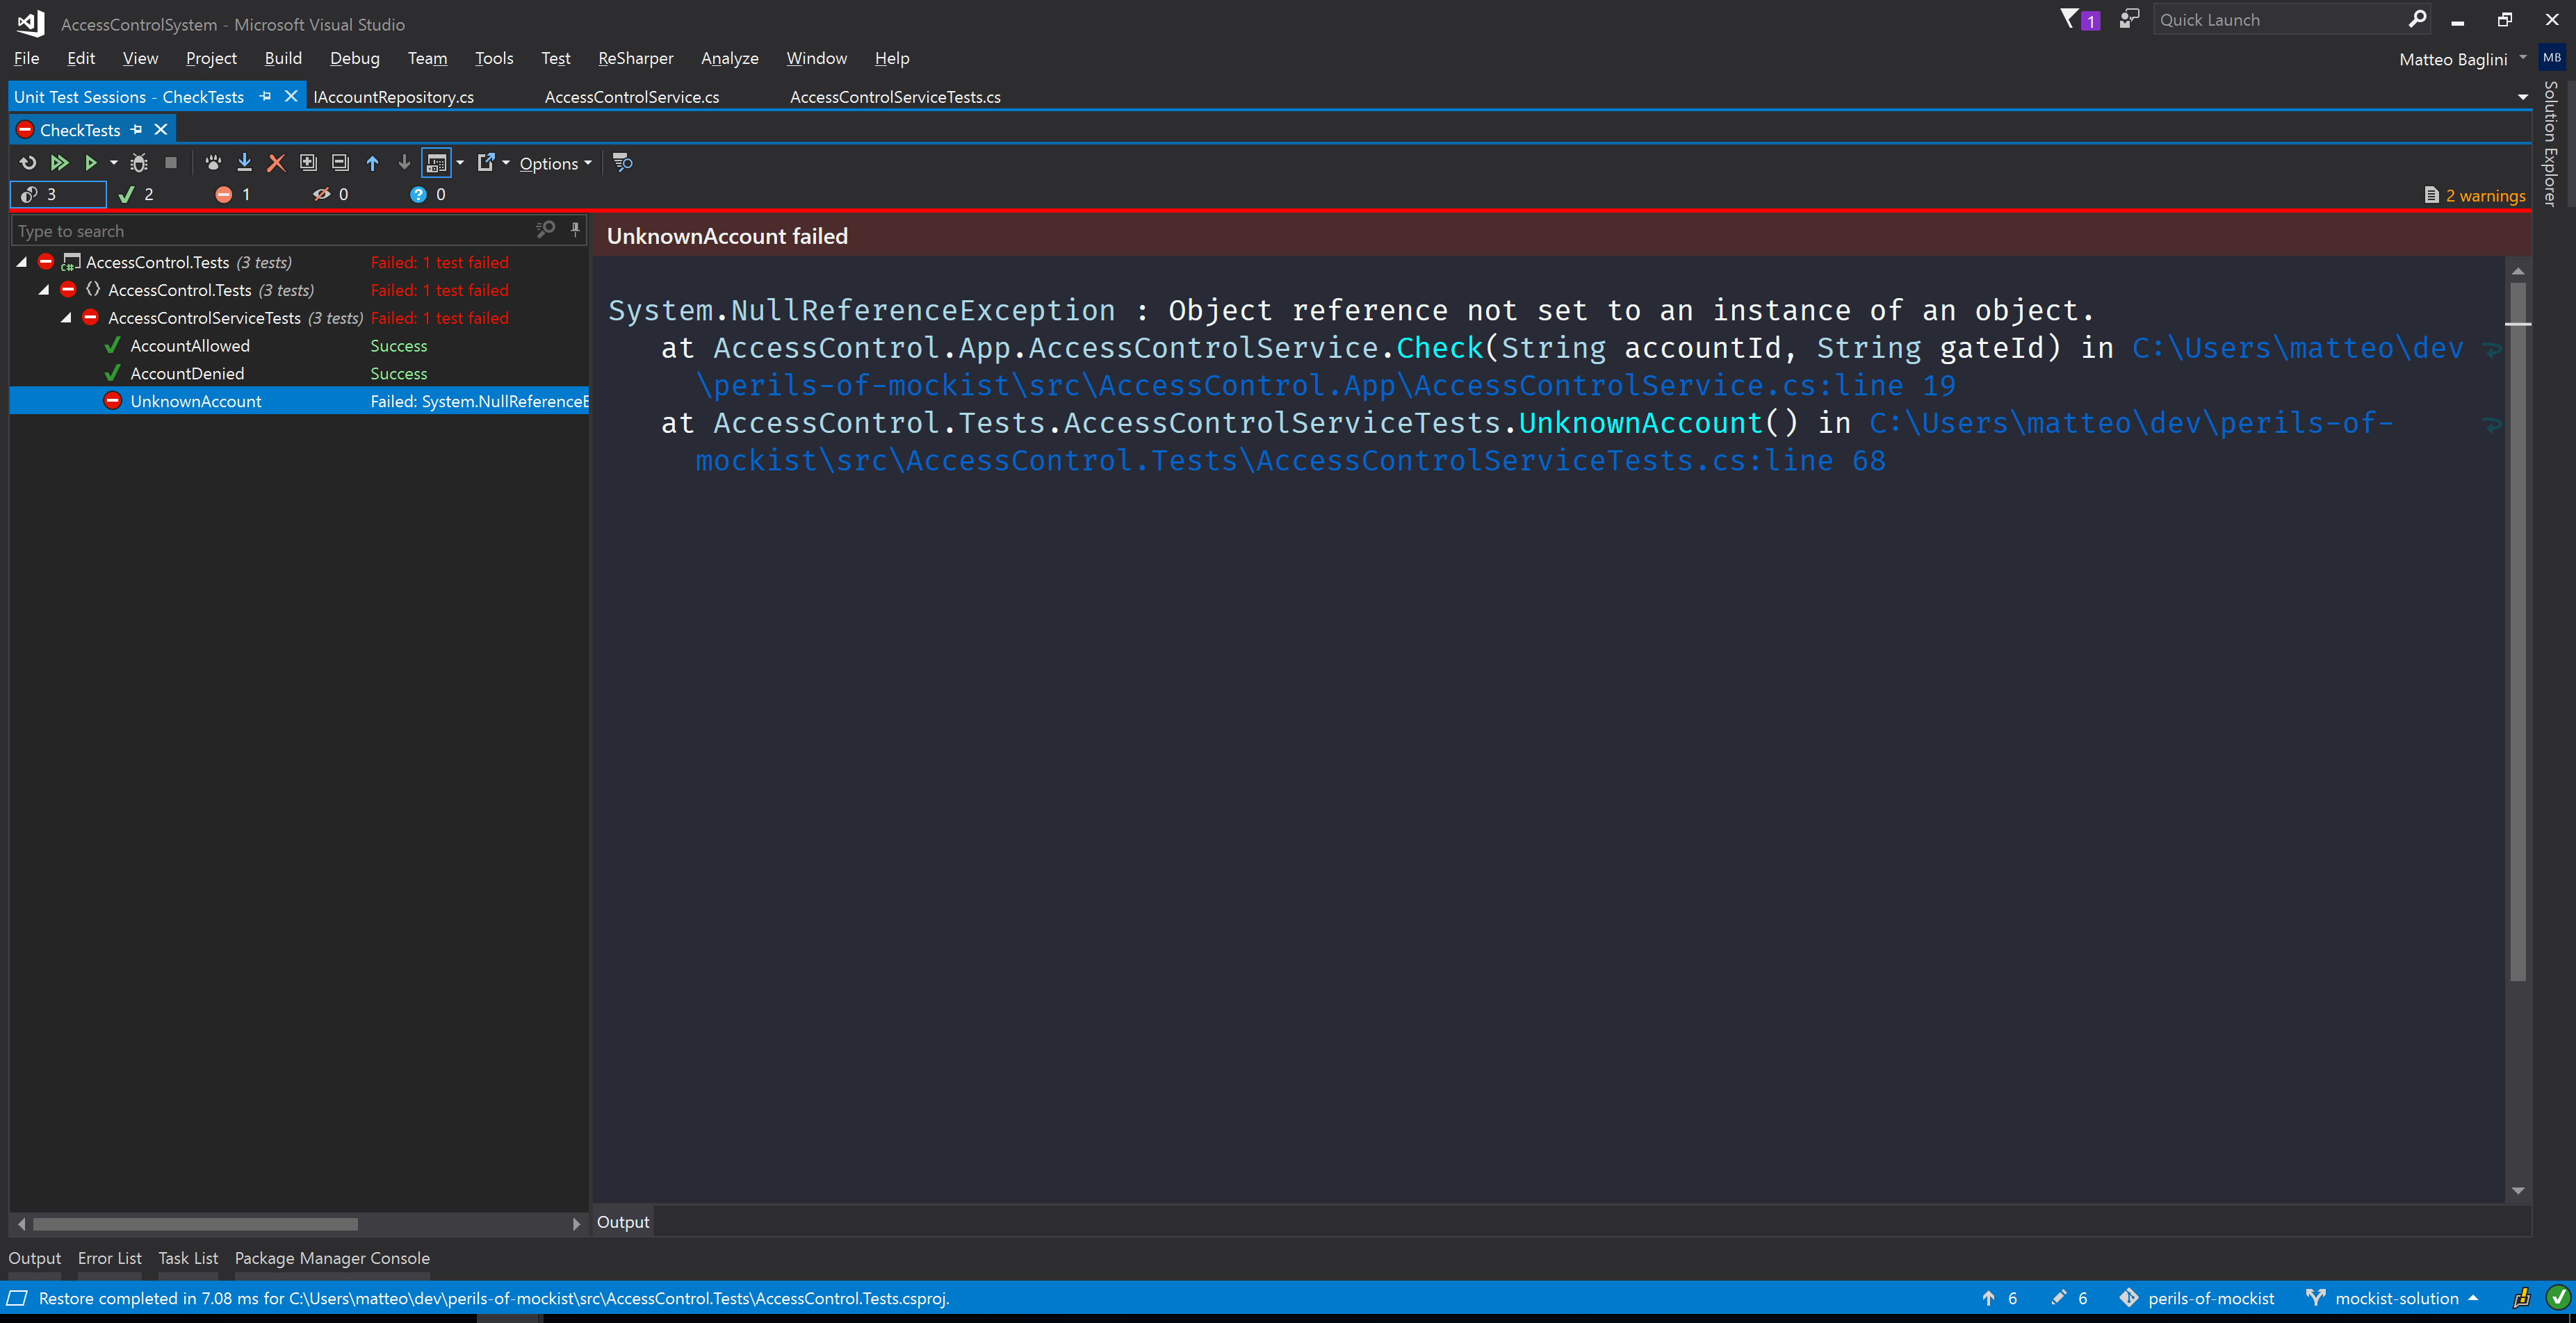 AccessControlSystem - Microsoft Visual Studio
1
Quick Launch
File Edit View Project Build Debug Team Tools Test ReSharper Analyze Window Help
Matteo Baglini
MB
Unit Test Sessions - CheckTests IAccountRepository.cs AccessControlService.cs AccessControlServiceTests.cs
Solution Explorer
CheckTests
Options
3 2 1 0 ? 0
2 warnings
Type to search
UnknownAccount failed
C# AccessControl.Tests (3 tests) Failed: 1 test failed
AccessControl.Tests (3 tests) Failed: 1 test failed
AccessControlServiceTests (3 tests) Failed: 1 test failed
AccountAllowed Success
AccountDenied Success
UnknownAccount Failed: System.NullReferenceE
System.NullReferenceException : Object reference not set to an instance of an object.
at AccessControl.App.AccessControlService.Check(String accountId, String gateId) in C:\Users\matteo\dev
\perils-of-mockist\src\AccessControl.App\AccessControlService.cs:line 19
at AccessControl.Tests.AccessControlServiceTests.UnknownAccount() in C:\Users\matteo\dev\perils-of-
mockist\src\AccessControl.Tests\AccessControlServiceTests.cs:line 68
Output
Output Error List Task List Package Manager Console
Restore completed in 7.08 ms for C:\Users\matteo\dev\perils-of-mockist\src\AccessControl.Tests\AccessControl.Tests.csproj.
6 6 perils-of-mockist mockist-solution